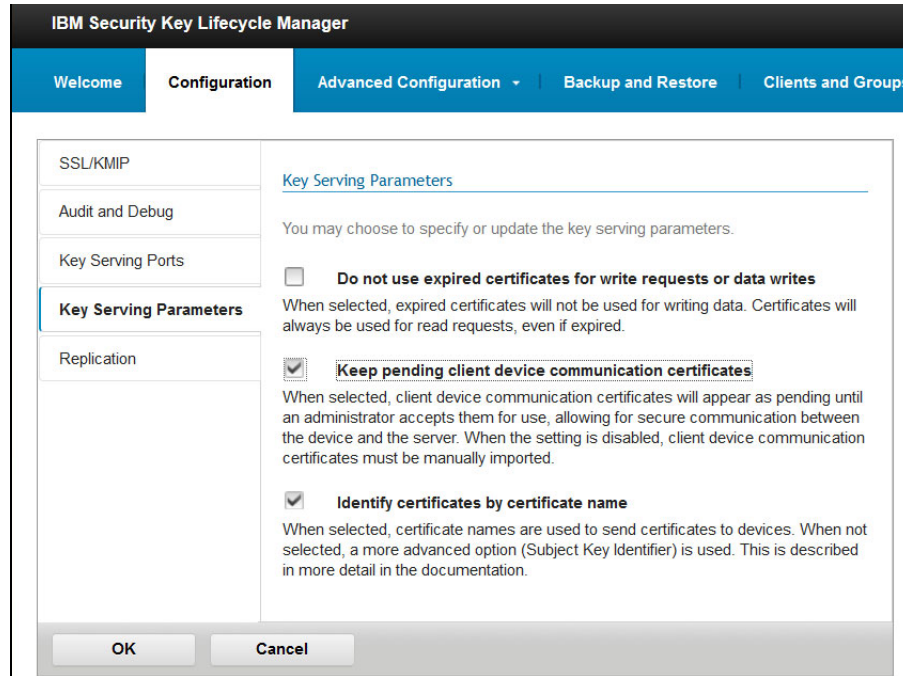 IBM Security Key Lifecycle Manager
Welcome Configuration Advanced Configuration Backup and Restore Clients and Groups
SSL/KMIP
Audit and Debug
Key Serving Ports
Key Serving Parameters
Replication
Key Serving Parameters
You may choose to specify or update the key serving parameters.
Do not use expired certificates for write requests or data writes
When selected, expired certificates will not be used for writing data. Certificates will
always be used for read requests, even if expired.
Keep pending client device communication certificates
When selected, client device communication certificates will appear as pending until
an administrator accepts them for use, allowing for secure communication between
the device and the server. When the setting is disabled, client device communication
certificates must be manually imported.
Identify certificates by certificate name
When selected, certificate names are used to send certificates to devices. When not
selected, a more advanced option (Subject Key Identifier) is used. This is described
in more detail in the documentation.
OK Cancel